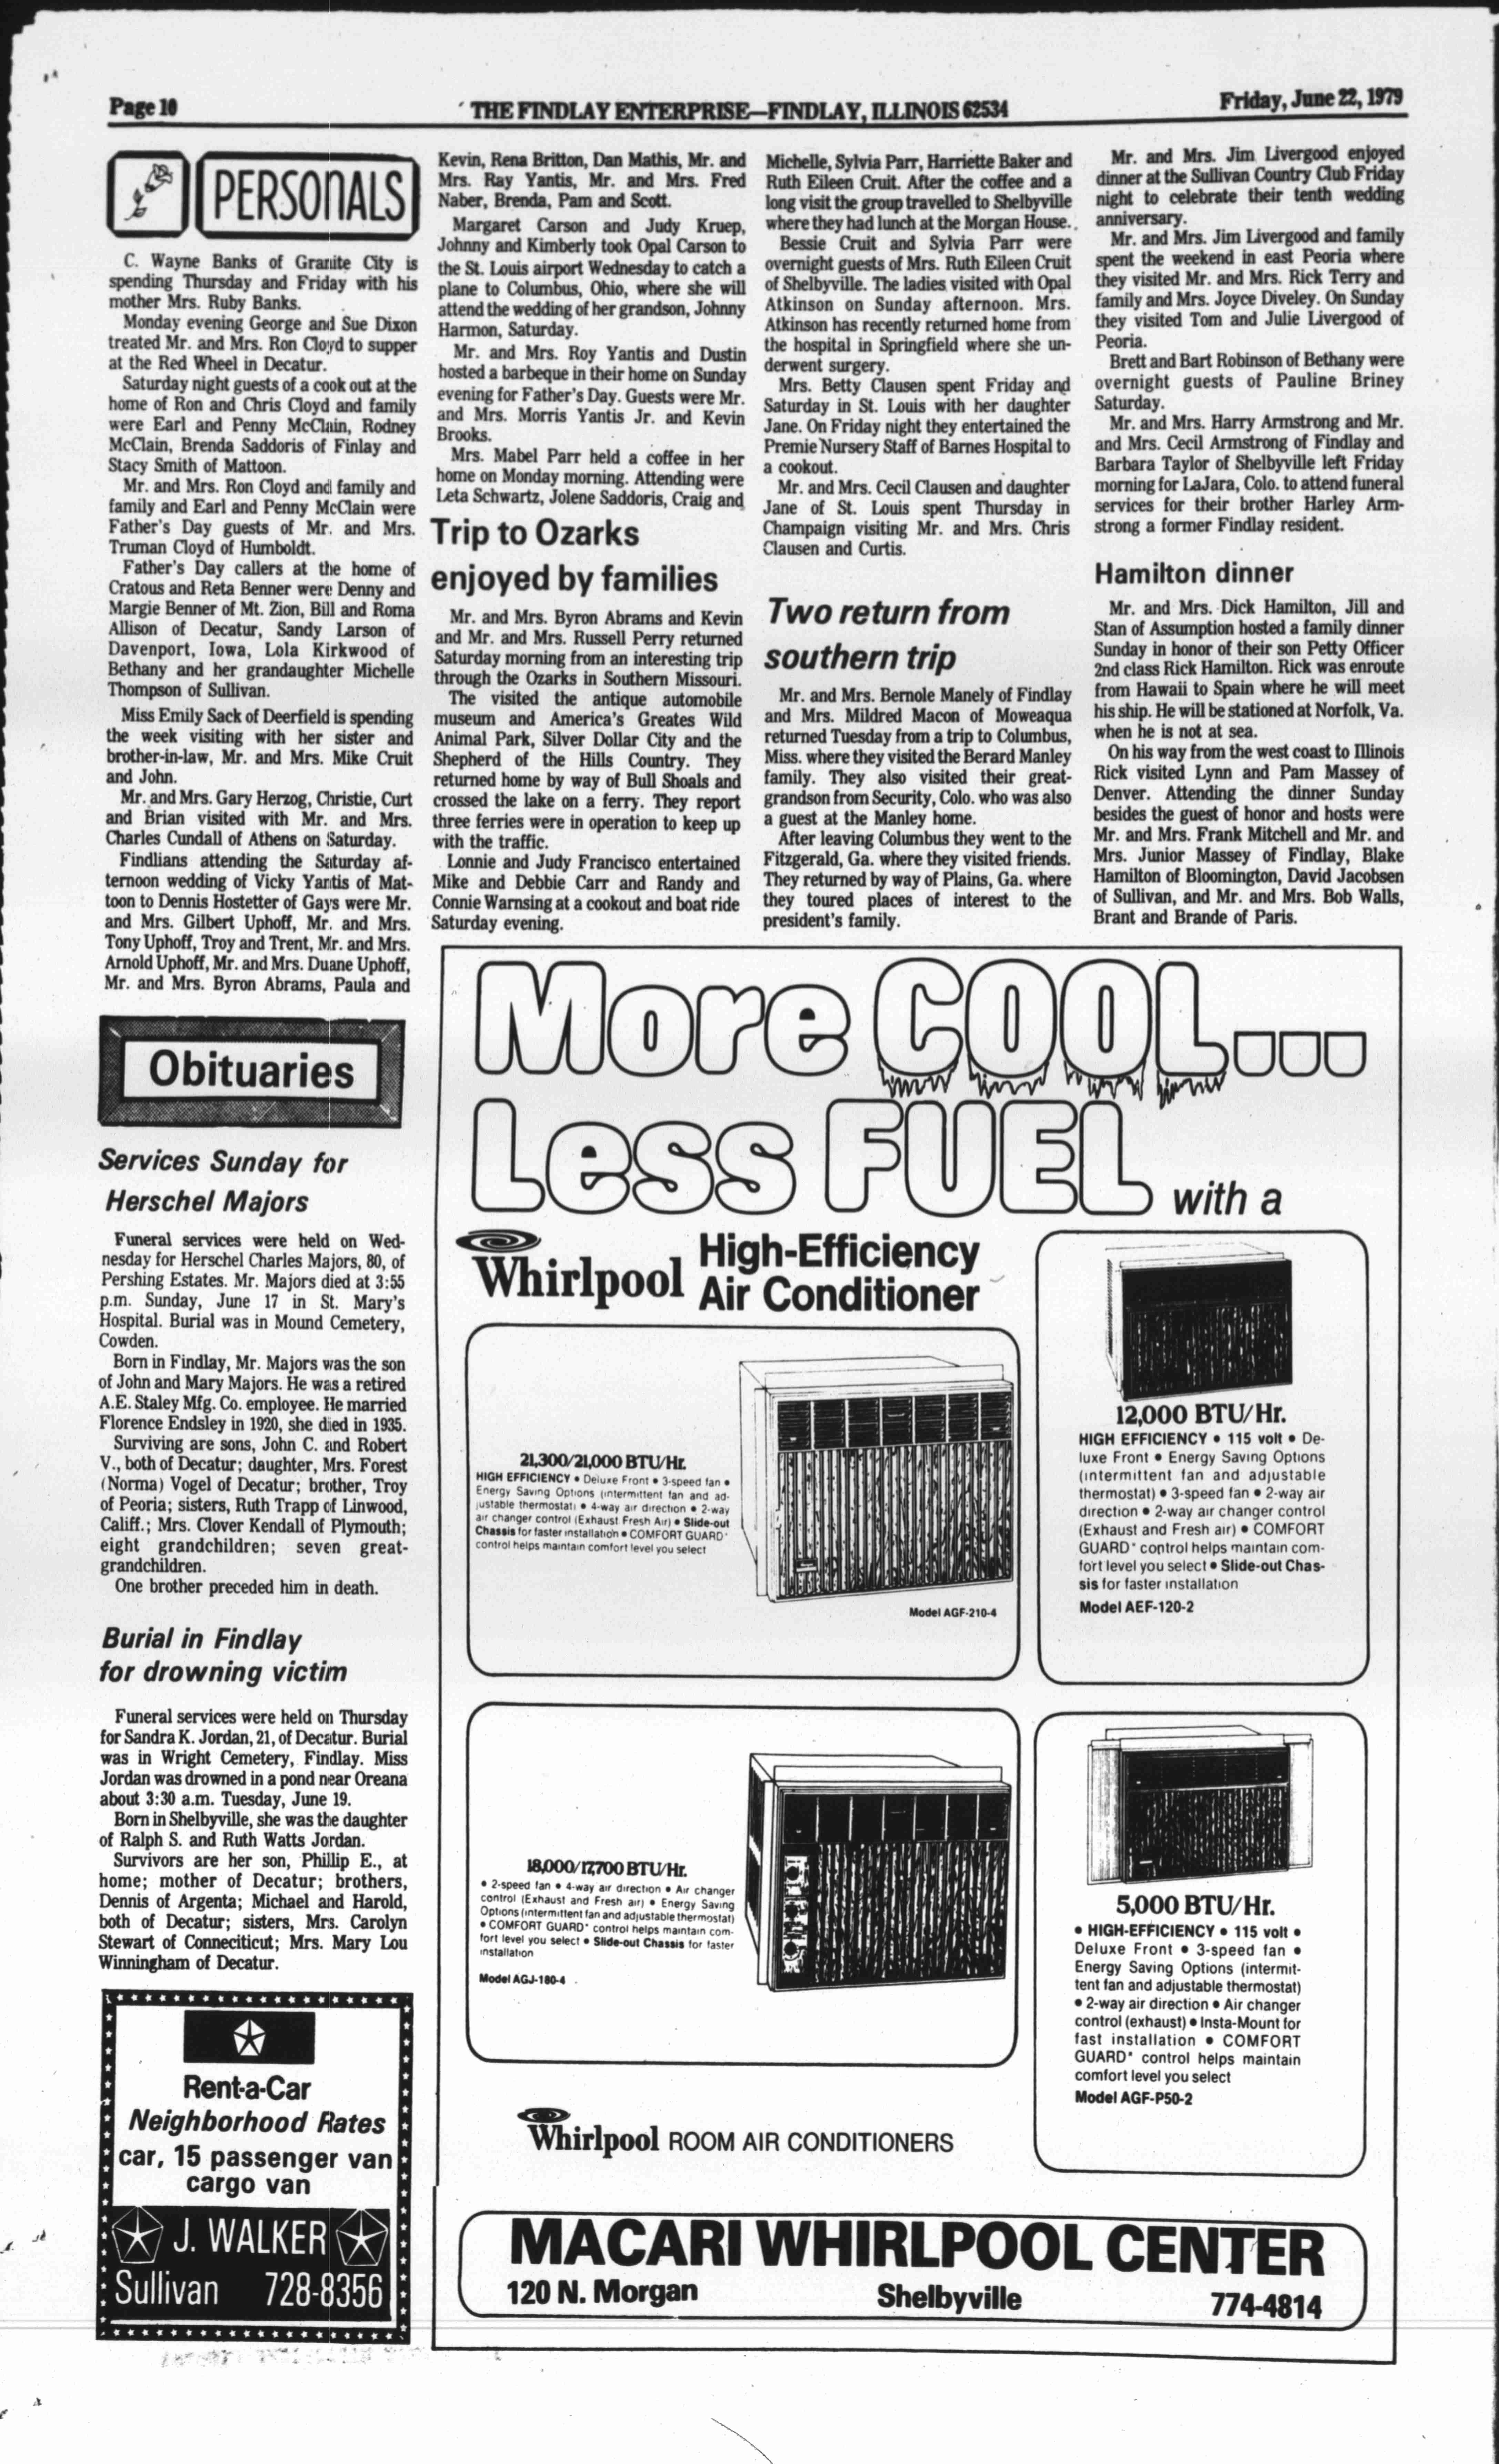 Page 10
THE FINDLAY ENTERPRISE—FINDLAY, ILLINOIS 62534
Friday, June 22, 1979
PERSONALS
C. Wayne Banks of Granite City is
spending Thursday and Friday with his
mother Mrs. Ruby Banks.
Monday evening George and Sue Dixon
treated Mr. and Mrs. Ron Cloyd to supper
at the Red Wheel in Decatur.
Saturday night guests of a cook out at the
home of Ron and Chris Cloyd and family
were Earl and Penny McClain, Rodney
McClain, Brenda Saddoris of Finlay and
Stacy Smith of Mattoon.
Mr. and Mrs. Ron Cloyd and family and
family and Earl and Penny McClain were
Father's Day guests of Mr. and Mrs.
Truman Cloyd of Humboldt.
Father's Day callers at the home of
Cratous and Reta Benner were Denny and
Margie Benner of Mt. Zion, Bill and Roma
Allison of Decatur, Sandy Larson of
Davenport, Iowa, Lola Kirkwood of
Bethany and her grandaughter Michelle
Thompson of Sullivan.
Miss Emily Sack of Deerfield is spending
the week visiting with her sister and
brother-in-law, Mr. and Mrs. Mike Cruit
and John.
Mr. and Mrs. Gary Herzog, Christie, Curt
and Brian visited with Mr. and Mrs.
Charles Cundall of Athens on Saturday.
Findlians attending the Saturday af-
ternoon wedding of Vicky Yantis of Mat-
toon to Dennis Hostetter of Gays were Mr.
and Mrs. Gilbert Uphoff, Mr. and Mrs.
Tony Uphoff, Troy and Trent, Mr. and Mrs.
Arnold Uphoff, Mr. and Mrs. Duane Uphoff,
Mr. and Mrs. Byron Abrams, Paula and
Kevin, Rena Britton, Dan Mathis, Mr. and
Mrs. Ray Yantis, Mr. and Mrs. Fred
Naber, Brenda, Pam and Scott.
Margaret Carson and Judy Kruep,
Johnny and Kimberly took Opal Carson to
the St. Louis airport Wednesday to catch a
plane to Columbus, Ohio, where she will
attend the wedding of her grandson, Johnny
Harmon, Saturday.
Mr. and Mrs. Roy Yantis and Dustin
hosted a barbeque in their home on Sunday
evening for Father's Day. Guests were Mr.
and Mrs. Morris Yantis Jr. and Kevin
Brooks.
Mrs. Mabel Parr held a coffee in her
home on Monday morning. Attending were
Leta Schwartz, Jolene Saddoris, Craig and
Michelle, Sylvia Parr, Harriette Baker and
Ruth Eileen Cruit. After the coffee and a
long visit the group travelled to Shelbyville
where they had lunch at the Morgan House.
Bessie Cruit and Sylvia Parr were
overnight guests of Mrs. Ruth Eileen Cruit
of Shelbyville. The ladies visited with Opal
Atkinson on Sunday afternoon. Mrs.
Atkinson has recently returned home from
the hospital in Springfield where she un-
derwent surgery.
Mrs. Betty Clausen spent Friday and
Saturday in St. Louis with her daughter
Jane. On Friday night they entertained the
Premie Nursery Staff of Barnes Hospital to
a cookout.
Mr. and Mrs. Cecil Clausen and daughter
Jane of St. Louis spent Thursday in
Champaign visiting Mr. and Mrs. Chris
Clausen and Curtis.
Mr. and Mrs. Jim Livergood enjoyed
dinner at the Sullivan Country Club Friday
night to celebrate their tenth wedding
anniversary.
Mr. and Mrs. Jim Livergood and family
spent the weekend in east Peoria where
they visited Mr. and Mrs. Rick Terry and
family and Mrs. Joyce Diveley. On Sunday
they visited Tom and Julie Livergood of
Peoria.
Brett and Bart Robinson of Bethany were
overnight guests of Pauline Briney
Saturday.
Mr. and Mrs. Harry Armstrong and Mr.
and Mrs. Cecil Armstrong of Findlay and
Barbara Taylor of Shelbyville left Friday
morning for LaJara, Colo. to attend funeral
services for their brother Harley Arm-
strong a former Findlay resident.
Trip to Ozarks
enjoyed by families
Mr. and Mrs. Byron Abrams and Kevin
and Mr. and Mrs. Russell Perry returned
Saturday morning from an interesting trip
through the Ozarks in Southern Missouri.
The visited the antique automobile
museum and America's Greates Wild
Animal Park, Silver Dollar City and the
Shepherd of the Hills Country. They
returned home by way of Bull Shoals and
crossed the lake on a ferry. They report
three ferries were in operation to keep up
with the traffic.
Lonnie and Judy Francisco entertained
Mike and Debbie Carr and Randy and
Connie Warnsing at a cookout and boat ride
Saturday evening.
Two return from
southern trip
Mr. and Mrs. Bernole Manely of Findlay
and Mrs. Mildred Macon of Moweaqua
returned Tuesday from a trip to Columbus,
Miss. where they visited the Berard Manley
family. They also visited their great-
grandson from Security, Colo. who was also
a guest at the Manley home.
After leaving Columbus they went to the
Fitzgerald, Ga. where they visited friends.
They returned by way of Plains, Ga. where
they toured places of interest to the
president's family.
Hamilton dinner
Mr. and Mrs. Dick Hamilton, Jill and
Stan of Assumption hosted a family dinner
Sunday in honor of their son Petty Officer
2nd class Rick Hamilton. Rick was enroute
from Hawaii to Spain where he will meet
his ship. He will be stationed at Norfolk, Va.
when he is not at sea.
On his way from the west coast to Illinois
Rick visited Lynn and Pam Massey of
Denver. Attending the dinner Sunday
besides the guest of honor and hosts were
Mr. and Mrs. Frank Mitchell and Mr. and
Mrs. Junior Massey of Findlay, Blake
Hamilton of Bloomington, David Jacobsen
of Sullivan, and Mr. and Mrs. Bob Walls,
Brant and Brande of Paris.
Obituaries
Services Sunday for
Herschel Majors
Funeral services were held on Wed-
nesday for Herschel Charles Majors, 80, of
Pershing Estates. Mr. Majors died at 3:55
p.m. Sunday, June 17 in St. Mary's
Hospital. Burial was in Mound Cemetery,
Cowden.
Born in Findlay, Mr. Majors was the son
of John and Mary Majors. He was a retired
A.E. Staley Mfg. Co. employee. He married
Florence Endsley in 1920, she died in 1935.
Surviving are sons, John C. and Robert
V., both of Decatur; daughter, Mrs. Forest
(Norma) Vogel of Decatur; brother, Troy
of Peoria; sisters, Ruth Trapp of Linwood,
Califf.; Mrs. Clover Kendall of Plymouth;
eight grandchildren; seven great-
grandchildren.
One brother preceded him in death.
Burial in Findlay
for drowning victim
Funeral services were held on Thursday
for Sandra K. Jordan, 21, of Decatur. Burial
was in Wright Cemetery, Findlay. Miss
Jordan was drowned in a pond near Oreana
about 3:30 a.m. Tuesday, June 19.
Born in Shelbyville, she was the daughter
of Ralph S. and Ruth Watts Jordan.
Survivors are her son, Phillip E., at
home; mother of Decatur; brothers,
Dennis of Argenta; Michael and Harold,
both of Decatur; sisters, Mrs. Carolyn
Stewart of Conneciticut; Mrs. Mary Lou
Winningham of Decatur.
Rent-a-Car
Neighborhood Rates
car, 15 passenger van
cargo van
J. WALKER
Sullivan 728-8356
More COOL...
Less FUEL with a
Whirlpool High-Efficiency
Air Conditioner
21,300/21,000 BTU/Hr.
HIGH EFFICIENCY • Deluxe Front • 3-speed fan •
Energy Saving Options (intermittent fan and ad-
justable thermostat) • 4-way air direction • 2-way
air changer control (Exhaust Fresh Air) • Slide-out
Chassis for faster installation • COMFORT GUARD*
control helps maintain comfort level you select
Model AGF-210-4
12,000 BTU/Hr.
HIGH EFFICIENCY • 115 volt • De-
luxe Front • Energy Saving Options
(intermittent fan and adjustable
thermostat) • 3-speed fan • 2-way air
direction • 2-way air changer control
(Exhaust and Fresh air) • COMFORT
GUARD* control helps maintain com-
fort level you select • Slide-out Chas-
sis for faster installation
Model AEF-120-2
18,000/17,700 BTU/Hr.
• 2-speed fan • 4-way air direction • Air changer
control (Exhaust and Fresh air) • Energy Saving
Options (intermittent fan and adjustable thermostat)
• COMFORT GUARD* control helps maintain com-
fort level you select • Slide-out Chassis for faster
installation
Model AGJ-180-4
5,000 BTU/Hr.
• HIGH-EFFICIENCY • 115 volt •
Deluxe Front • 3-speed fan •
Energy Saving Options (intermit-
tent fan and adjustable thermostat)
• 2-way air direction • Air changer
control (exhaust) • Insta-Mount for
fast installation • COMFORT
GUARD* control helps maintain
comfort level you select
Model AGF-P50-2
Whirlpool ROOM AIR CONDITIONERS
MACARI WHIRLPOOL CENTER
120 N. Morgan Shelbyville 774-4814